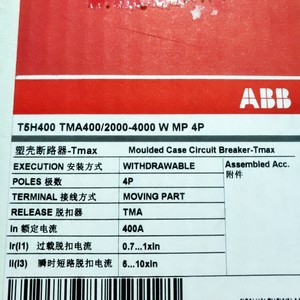 ABB
T5H400 TMA400/2000-4000 W MP 4P
塑壳断路器-Tmax Moulded Case Circuit Breaker-Tmax
EXECUTION 安装方式 WITHDRAWABLE Assembled Acc.
附件
POLES 极数 4P
TERMINAL 接线方式 MOVING PART
RELEASE 脱扣器 TMA
In 额定电流 400A
Ir(I1) 过载脱扣电流 0.7...1xIn
Ii(I3) 瞬时短路脱扣电流 5...10xIn